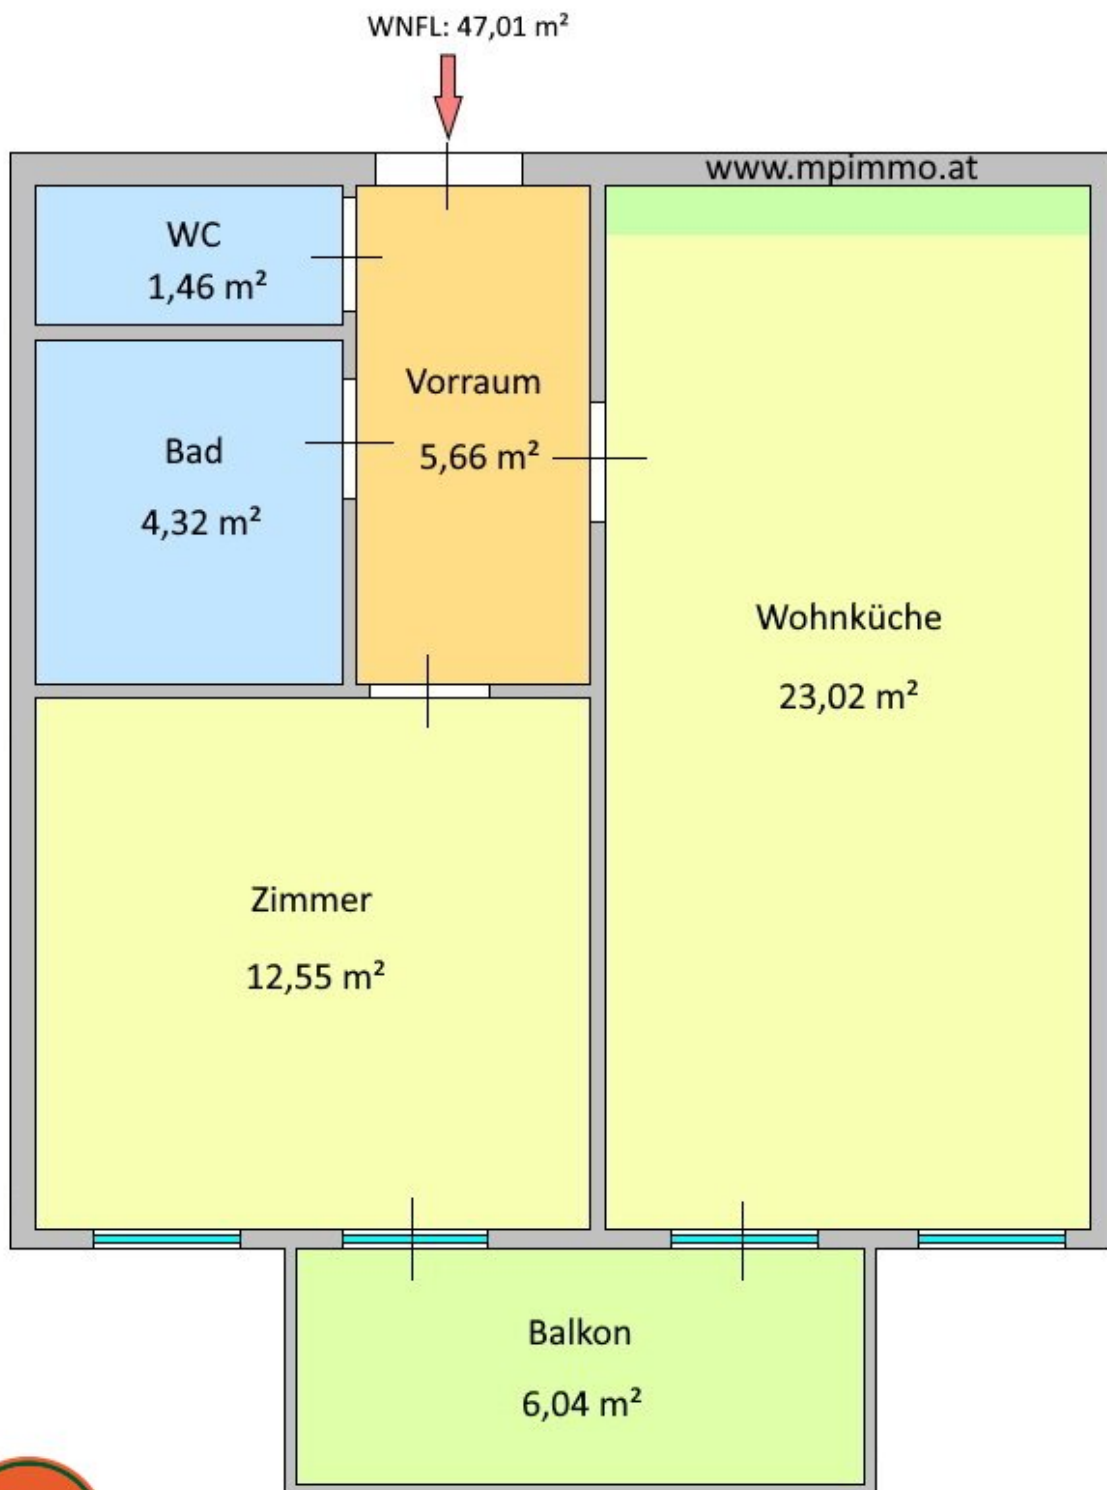 WNFL: 47,01 m²
www.mpimmo.at
WC
1,46 m²
Vorraum
5,66 m²
Bad
4,32 m²
Wohnküche
23,02 m²
Zimmer
12,55 m²
Balkon
6,04 m²